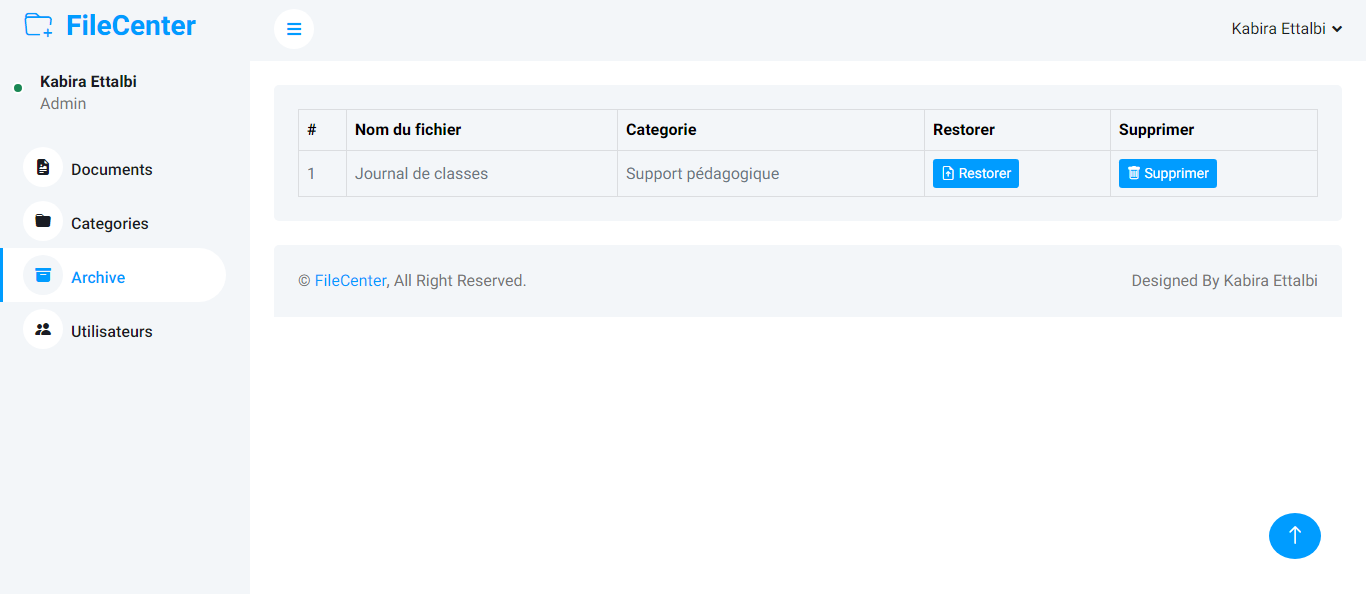 FileCenter
Kabira Ettalbi
Kabira Ettalbi
Admin
Documents
Categories
Archive
Utilisateurs
# Nom du fichier Categorie Restorer Supprimer
1 Journal de classes Support pédagogique Restorer Supprimer
© FileCenter, All Right Reserved. Designed By Kabira Ettalbi